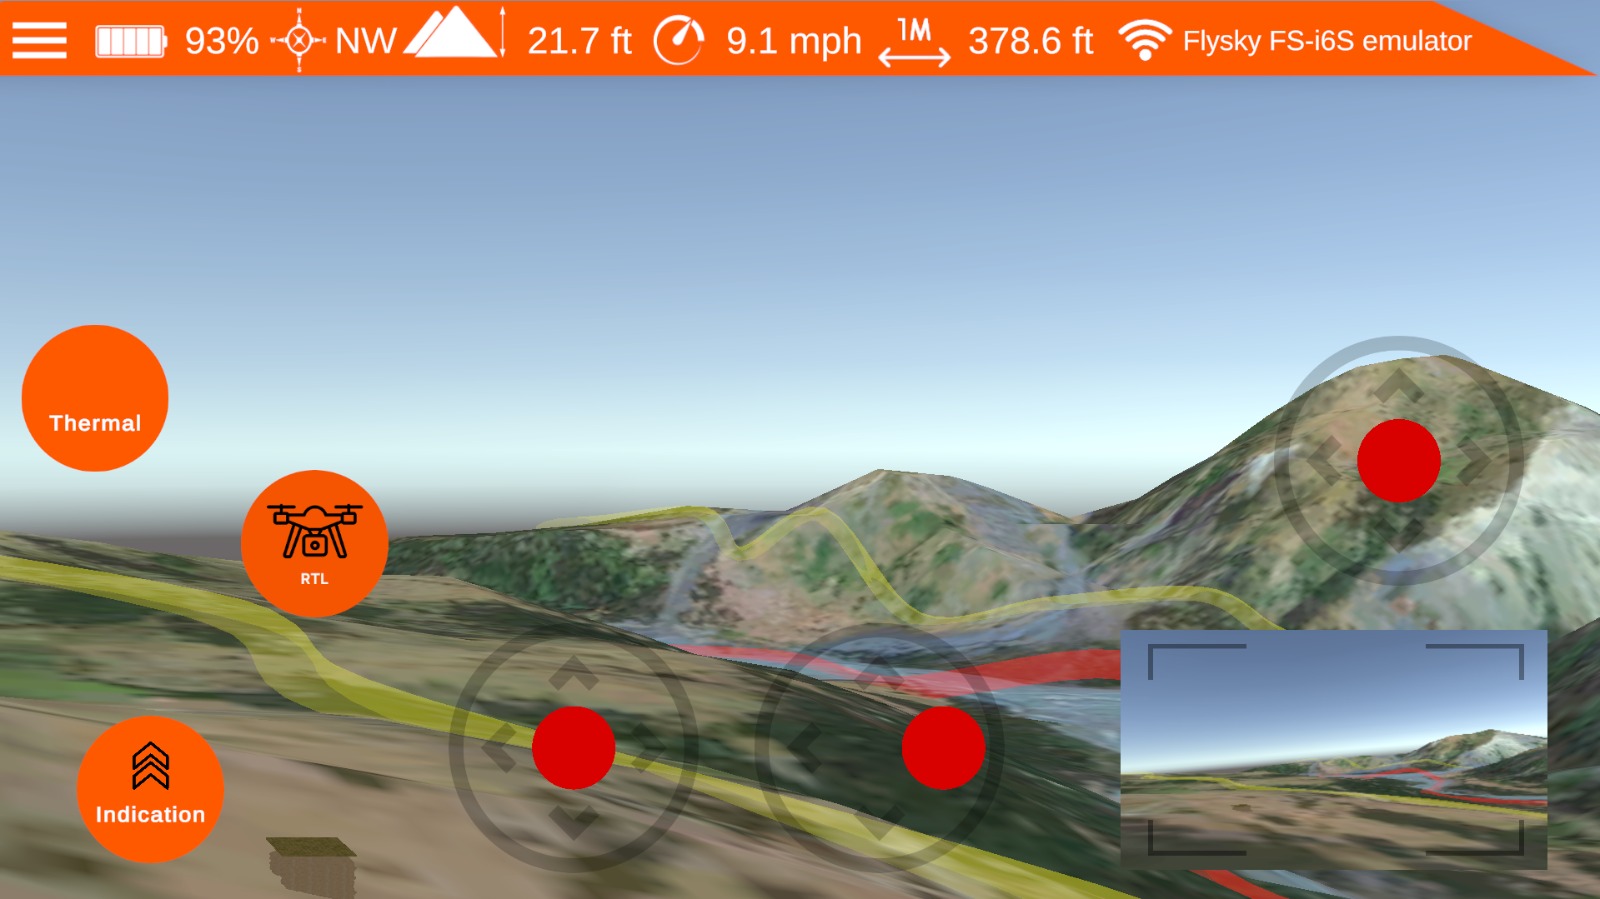 93% NW 21.7 ft 9.1 mph 1M 378.6 ft Flysky FS-i6S emulator
Thermal
RTL
Indication